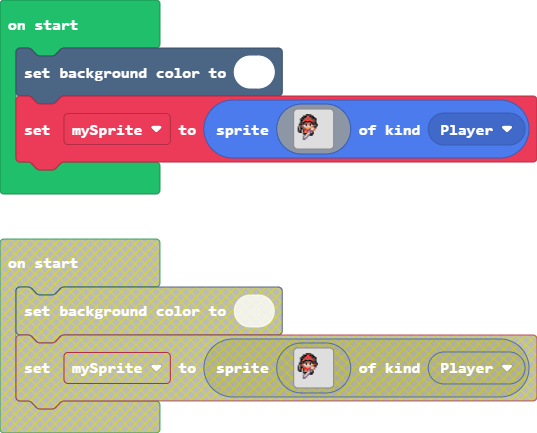 on start
set background color to
set mySprite to sprite of kind Player
on start
set background color to
set mySprite to sprite of kind Player